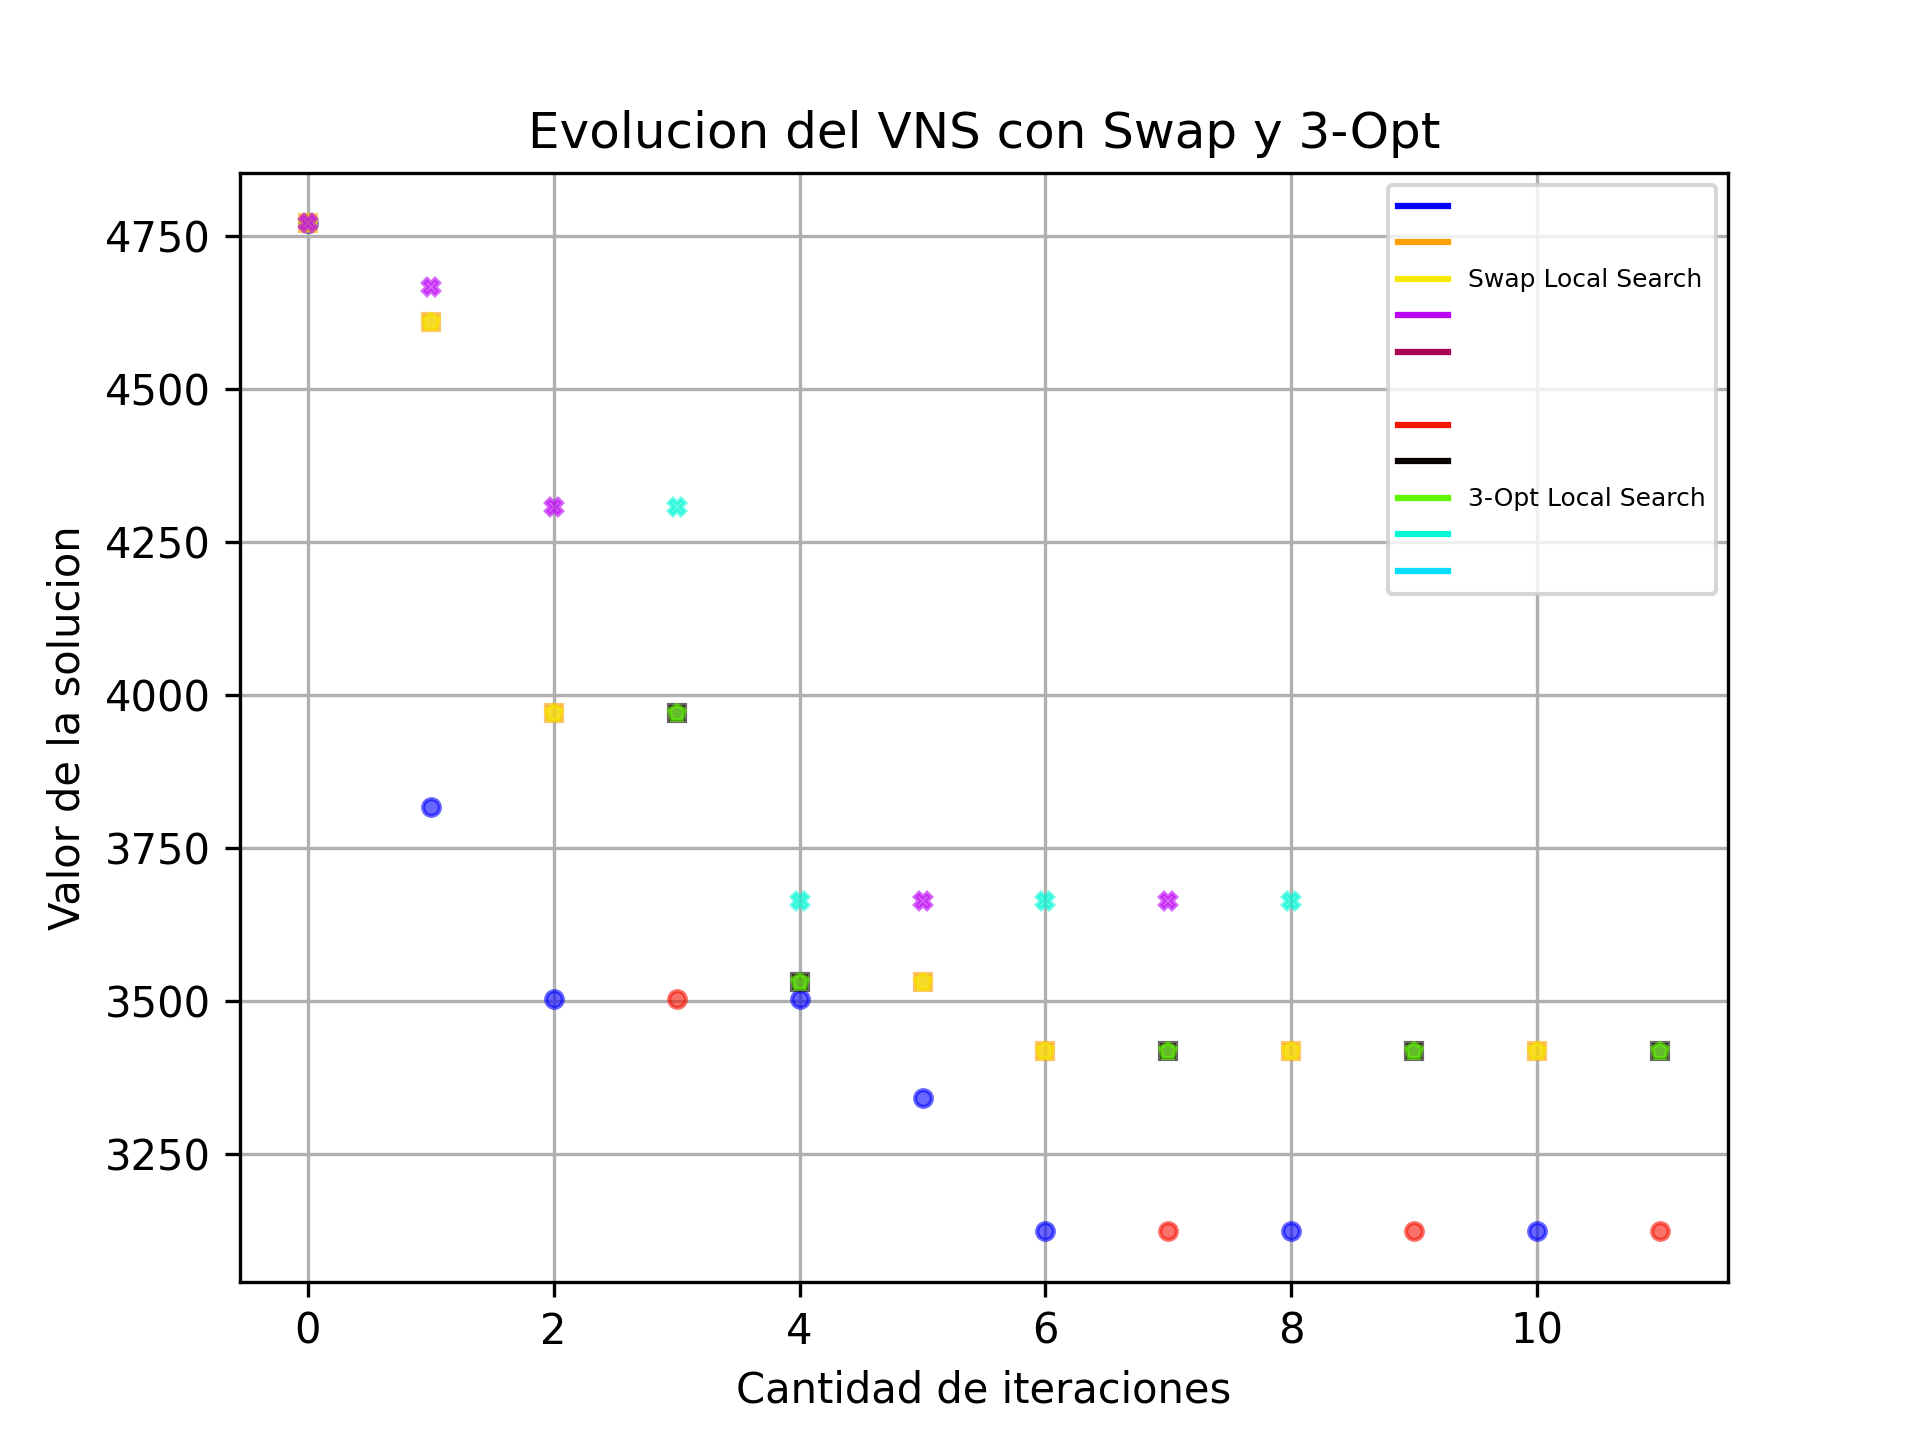 Evolucion del VNS con Swap y 3-Opt
Swap Local Search
3-Opt Local Search
4750
4500
4250
4000
3750
3500
3250
Valor de la solucion
0 2 4 6 8 10
Cantidad de iteraciones